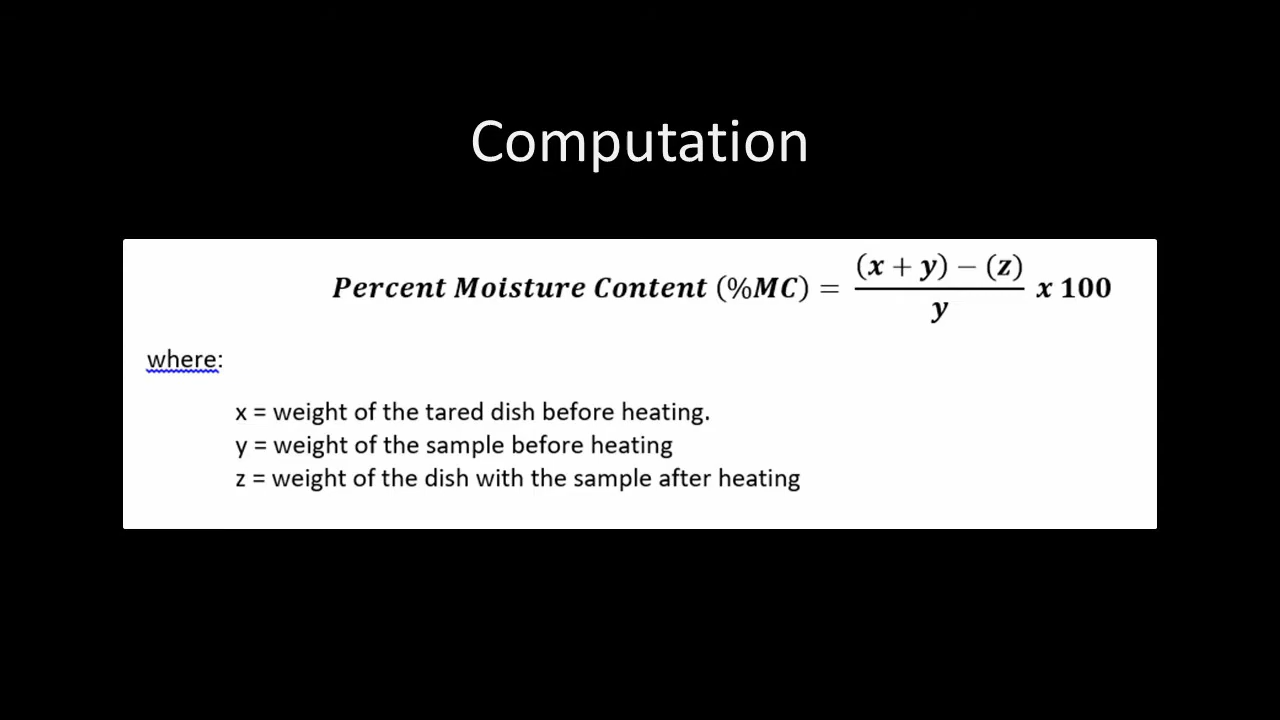 Computation
Percent Moisture Content (%MC) = (x + y) − (z) / y x 100
where:
x = weight of the tared dish before heating.
y = weight of the sample before heating
z = weight of the dish with the sample after heating